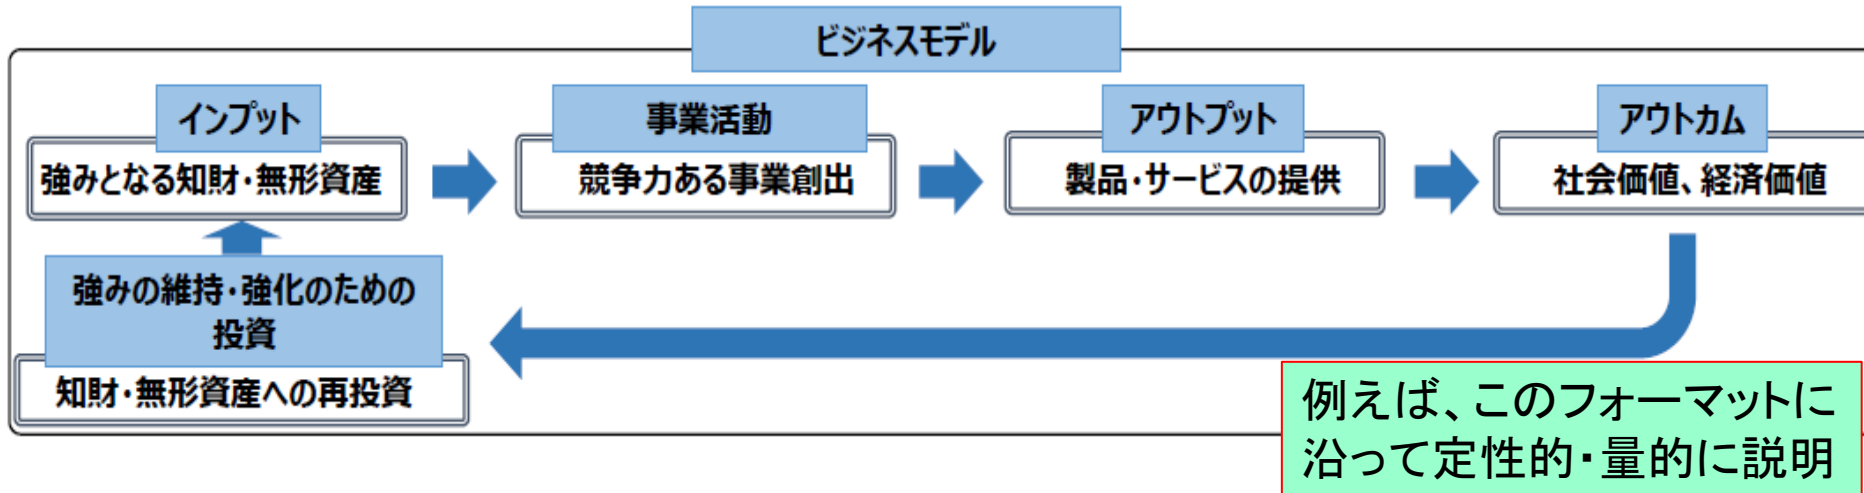 ビジネスモデル
インプット
強みとなる知財・無形資産
事業活動
競争力ある事業創出
アウトプット
製品・サービスの提供
アウトカム
社会価値、経済価値
強みの維持・強化のための
投資
知財・無形資産への再投資
例えば、このフォーマットに
沿って定性的・量的に説明